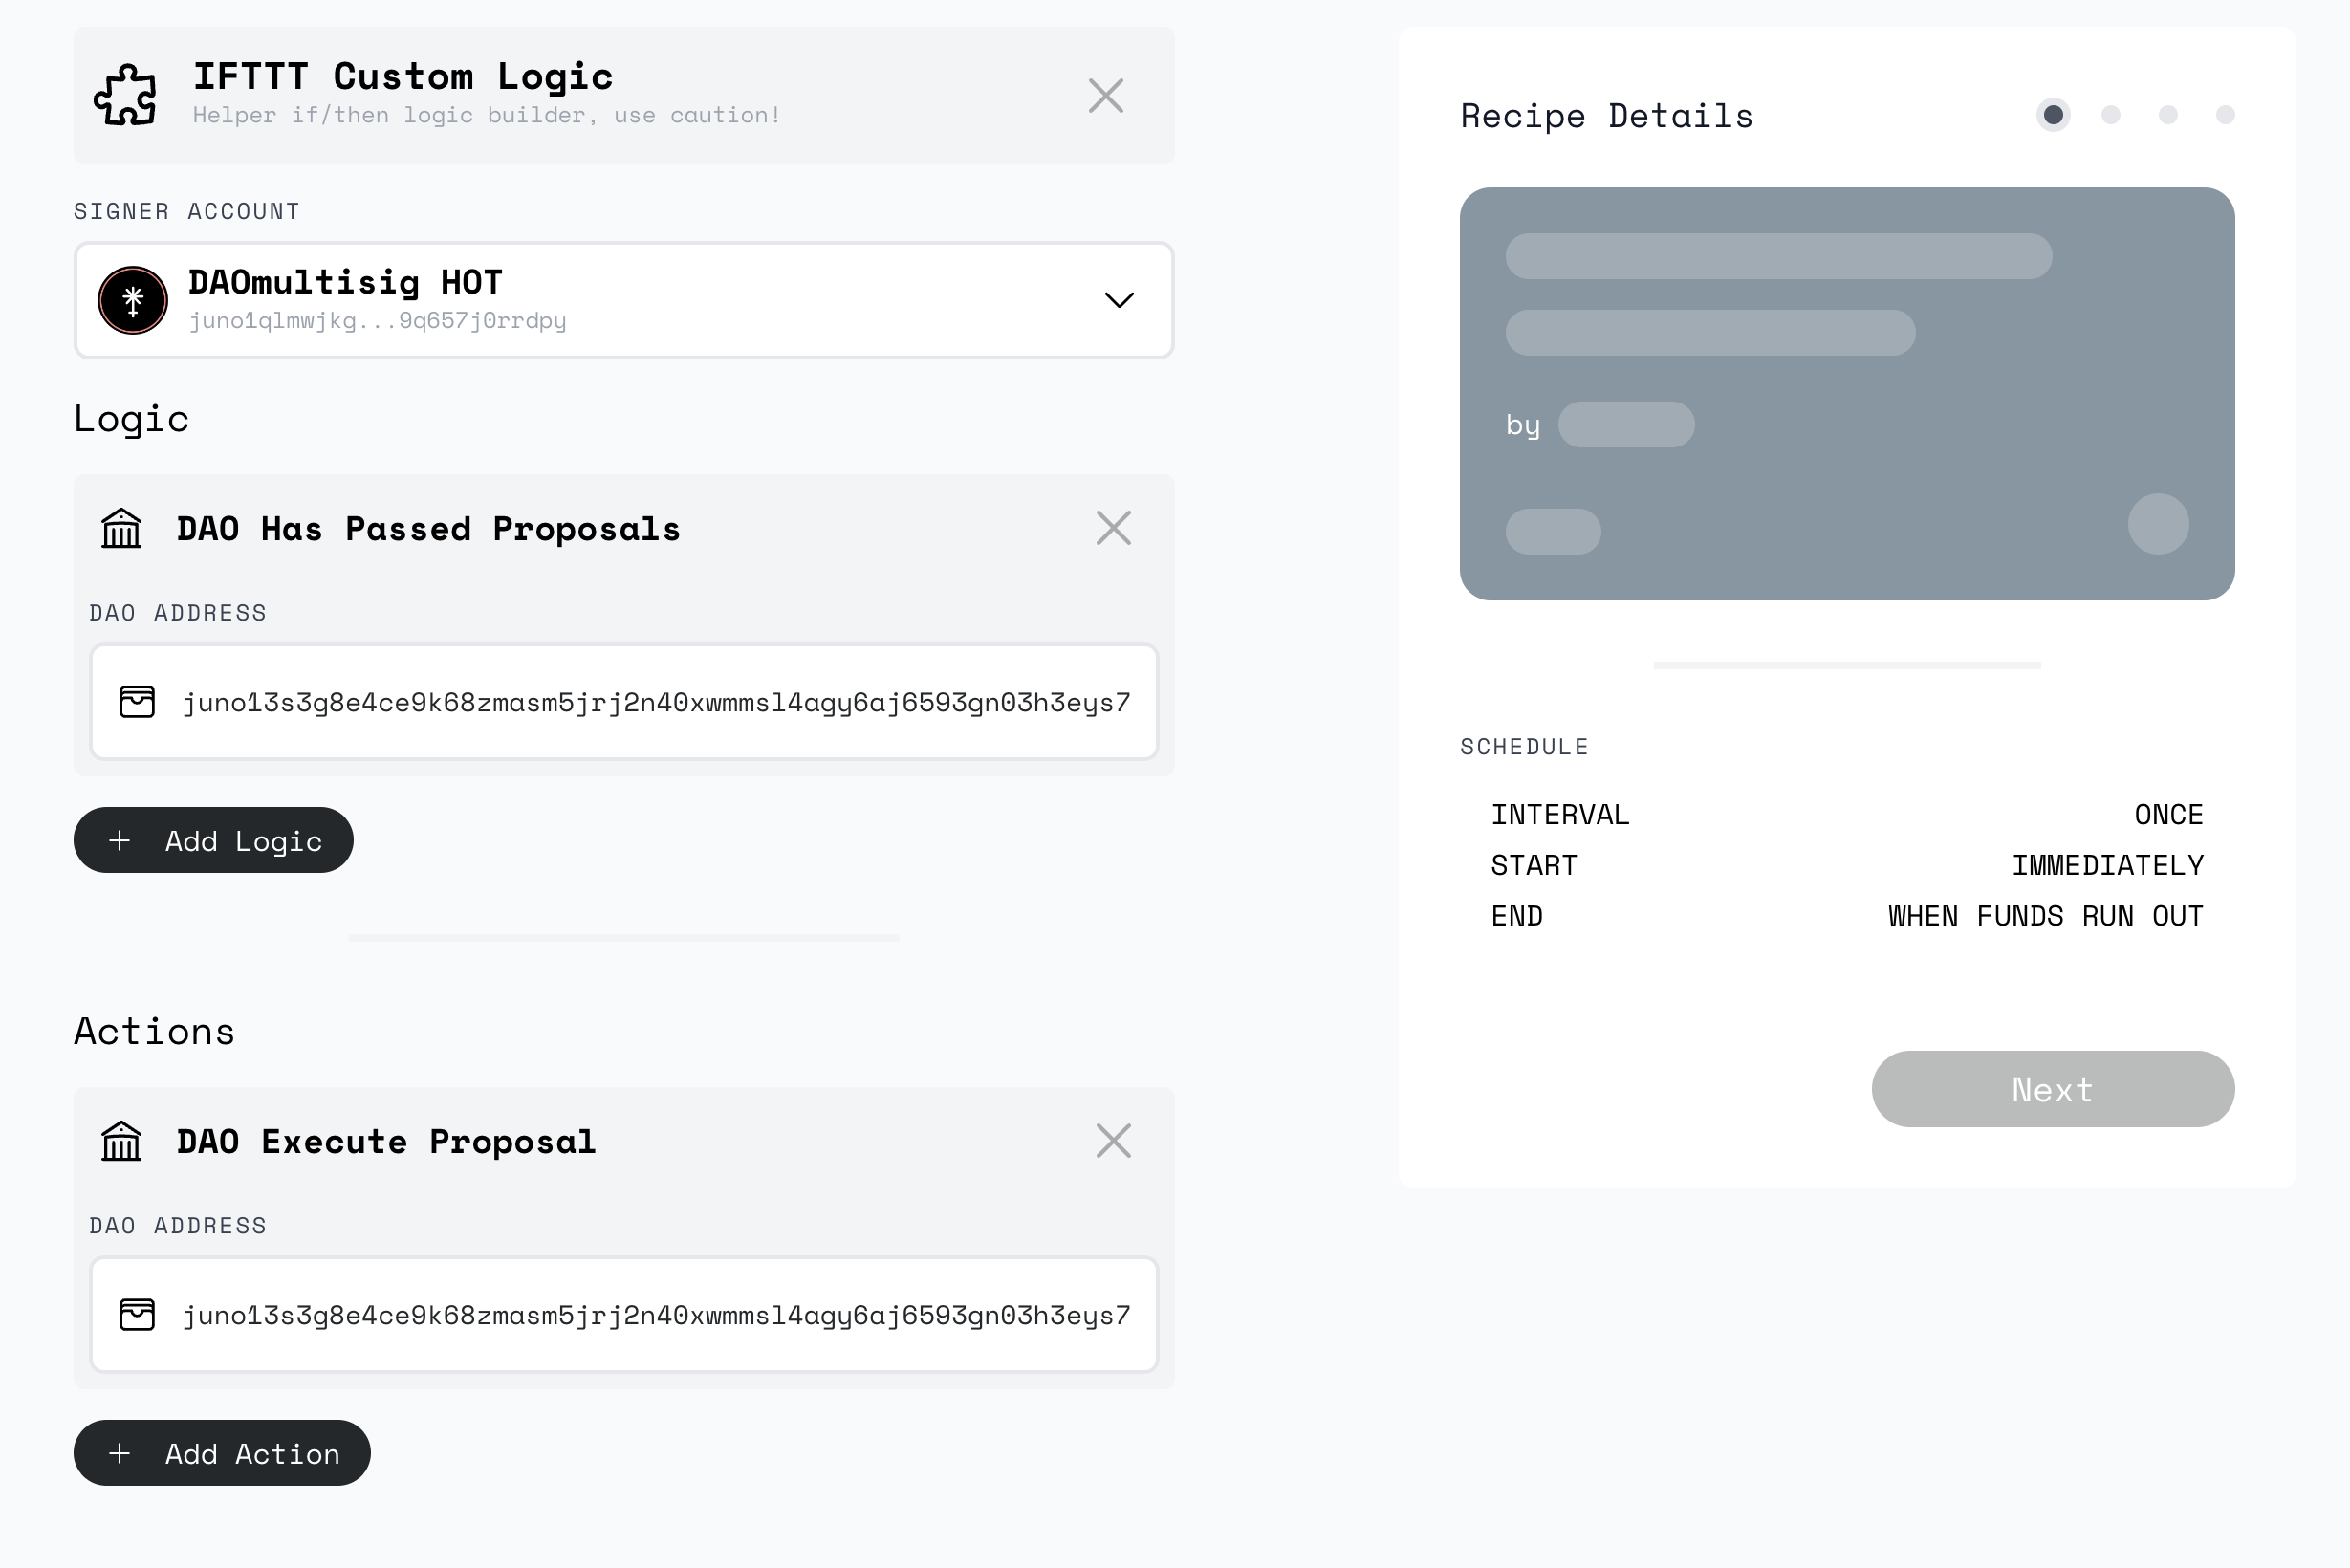 IFTTT Custom Logic
Helper if/then logic builder, use caution!
SIGNER ACCOUNT
DAOmultisig HOT
juno1qlmwjkg...9q657j0rrdpy
Logic
DAO Has Passed Proposals
DAO ADDRESS
juno13s3g8e4ce9k68zmasm5jrj2n40xwmmsl4agy6aj6593gn03h3eys7
Add Logic
Actions
DAO Execute Proposal
DAO ADDRESS
juno13s3g8e4ce9k68zmasm5jrj2n40xwmmsl4agy6aj6593gn03h3eys7
Add Action
Recipe Details
by
SCHEDULE
INTERVAL ONCE
START IMMEDIATELY
END WHEN FUNDS RUN OUT
Next